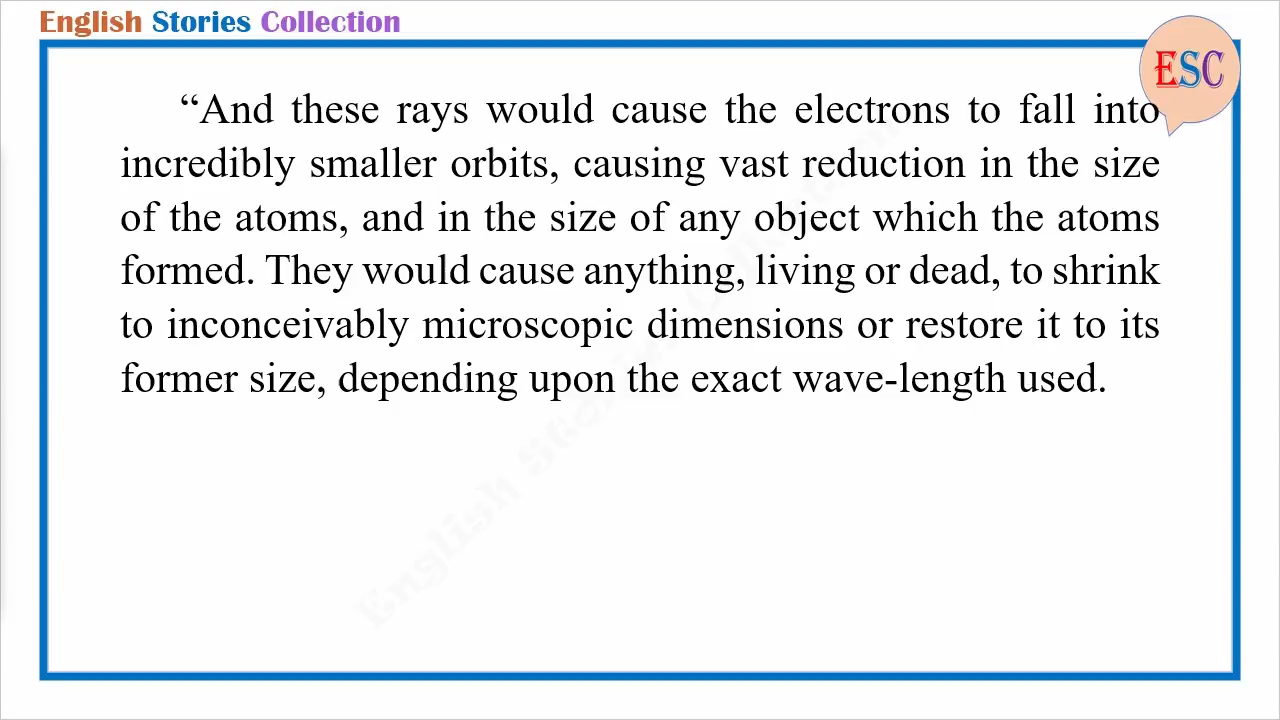 English Stories Collection
ESC
“And these rays would cause the electrons to fall into
incredibly smaller orbits, causing vast reduction in the size
of the atoms, and in the size of any object which the atoms
formed. They would cause anything, living or dead, to shrink
to inconceivably microscopic dimensions or restore it to its
former size, depending upon the exact wave-length used.
English Stories Collection